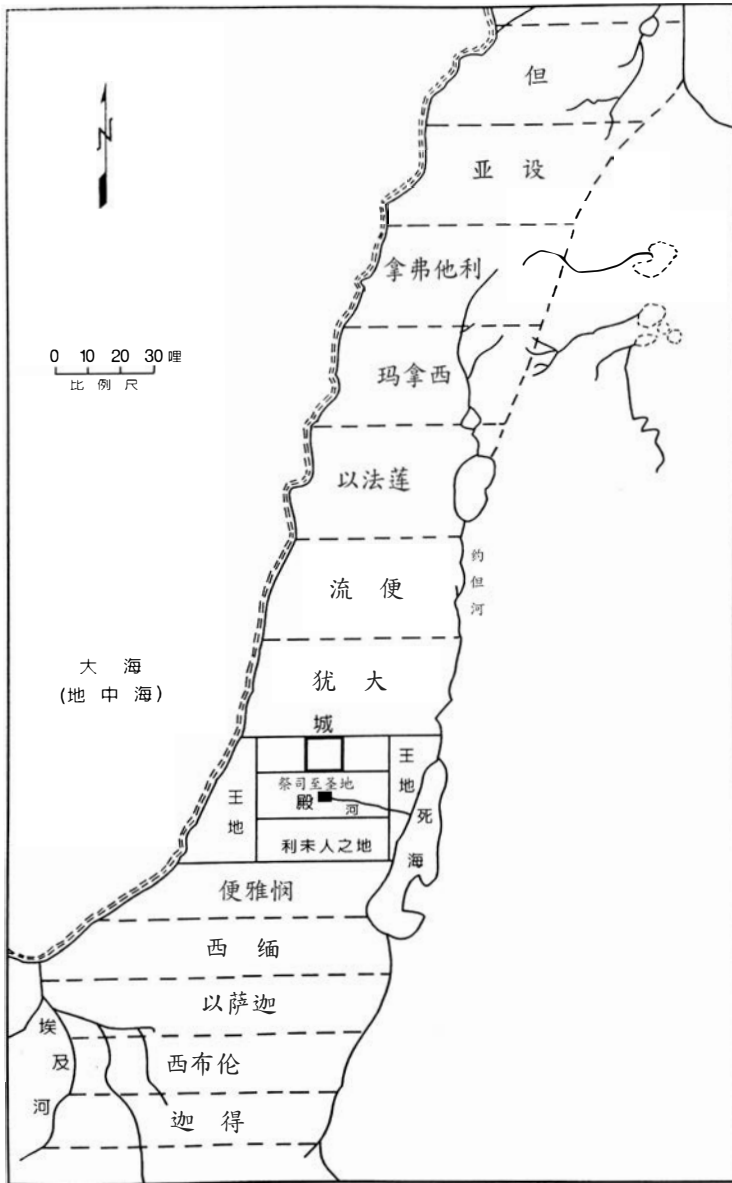 但
N
亚设
拿弗他利
0 10 20 30 哩
比例尺
玛拿西
以法莲
约但河
流便
大海
(地中海)
犹大
城
王地
王地
祭司至圣地
殿
河
死海
利未人之地
便雅悯
西缅
以萨迦
埃及河
西布伦
迦得